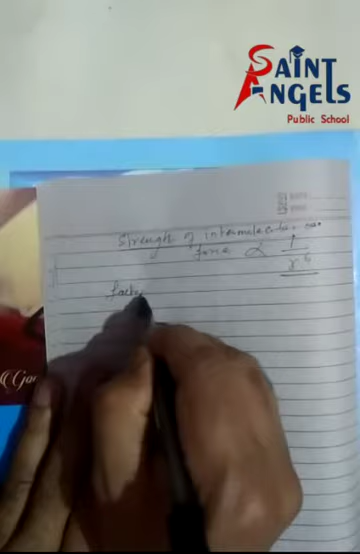 SAINT
ANGELS
Public School
Strength of intermolecular
force ∝ 1
r⁶
facto